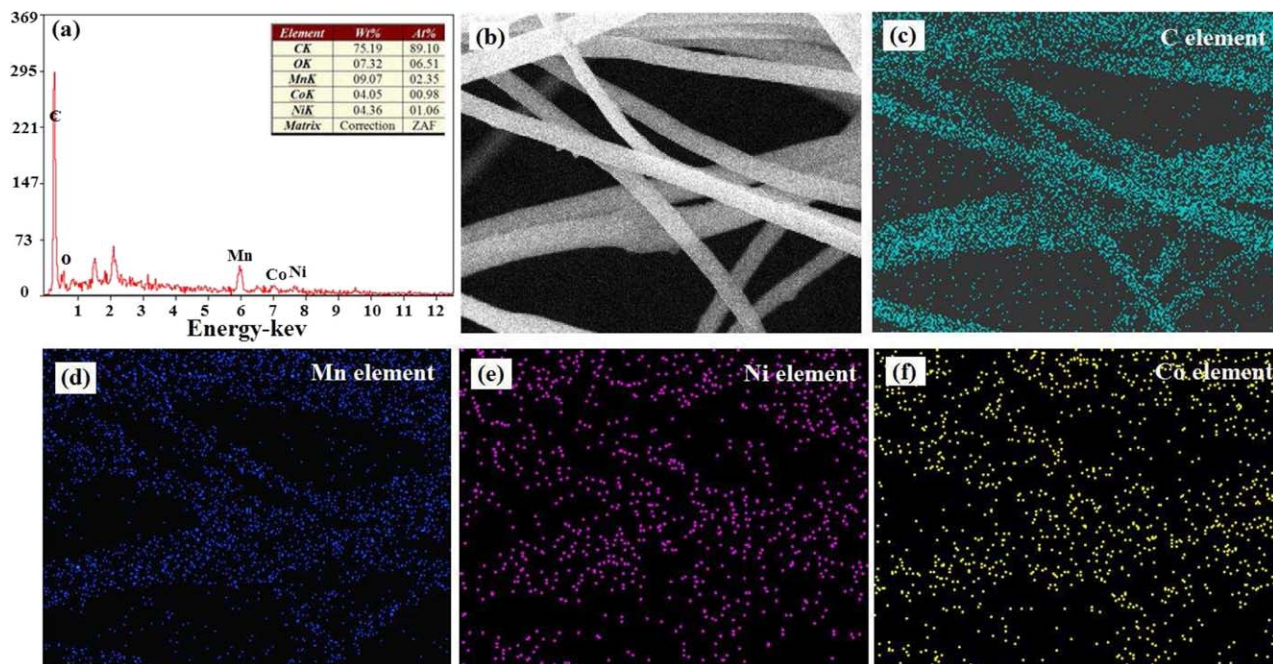 (a)
369
295
221
147
73
0
C
O
Mn
Co Ni
1 2 3 4 5 6 7 8 9 10 11 12
Energy-kev
Element Wt% At%
CK 75.19 89.10
OK 07.32 06.51
MnK 09.07 02.35
CoK 04.05 00.98
NiK 04.36 01.06
Matrix Correction ZAF
(b)
(c) C element
(d) Mn element
(e) Ni element
(f) Co element